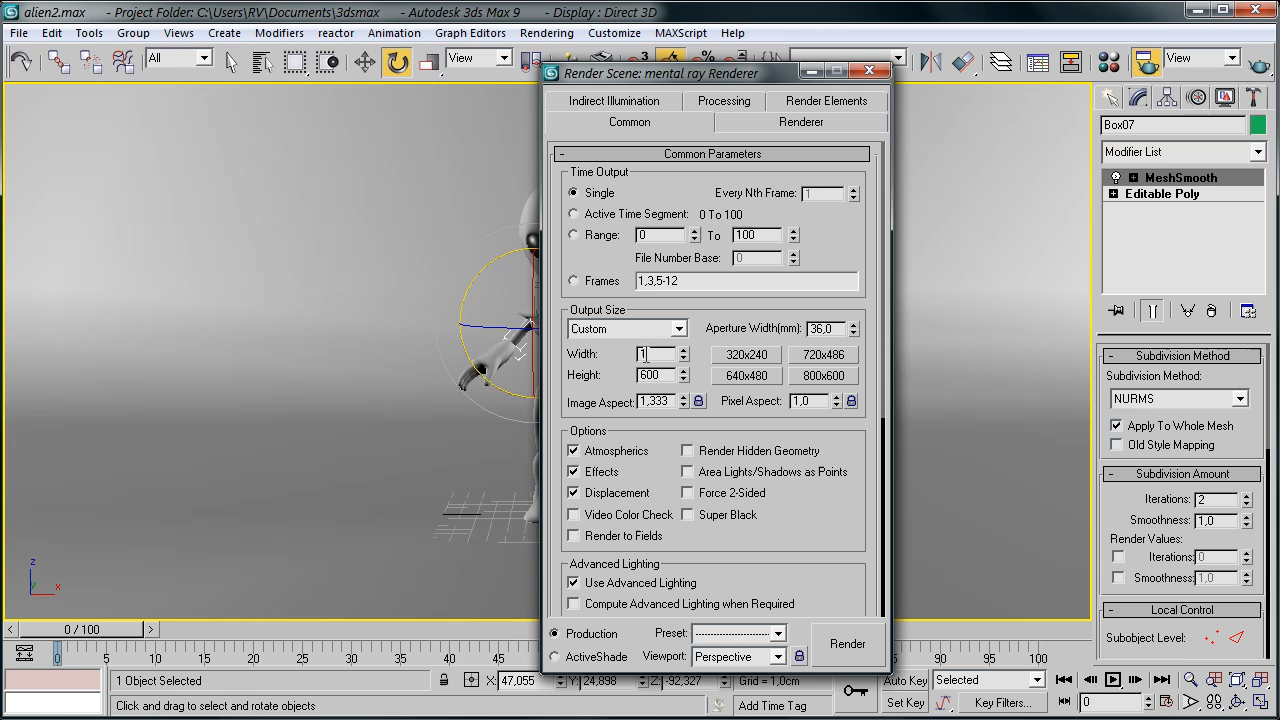 alien2.max - Project Folder: C:\Users\RV\Documents\3dsmax - Autodesk 3ds Max 9 - Display : Direct 3D
File Edit Tools Group Views Create Modifiers reactor Animation Graph Editors Rendering Customize MAXScript Help
All View 3 % View
Render Scene: mental ray Renderer
Indirect Illumination Processing Render Elements
Common Renderer
- Common Parameters
Time Output
Single Every Nth Frame: 1
Active Time Segment: 0 To 100
Range: 0 To 100
File Number Base: 0
Frames 1,3,5-12
Output Size
Custom Aperture Width(mm): 36,0
Width: 1 320x240 720x486
Height: 600 640x480 800x600
Image Aspect: 1,333 Pixel Aspect: 1,0
Options
Atmospherics Render Hidden Geometry
Effects Area Lights/Shadows as Points
Displacement Force 2-Sided
Video Color Check Super Black
Render to Fields
Advanced Lighting
Use Advanced Lighting
Compute Advanced Lighting when Required
Production Preset: --------------------
ActiveShade Viewport: Perspective
Render
Box07
Modifier List
MeshSmooth
Editable Poly
- Subdivision Method
Subdivision Method:
NURMS
Apply To Whole Mesh
Old Style Mapping
- Subdivision Amount
Iterations: 2
Smoothness: 1,0
Render Values:
Iterations: 0
Smoothness: 1,0
- Local Control
Subobject Level:
z
y x
< 0 / 100 >
0 5 10 15 20 25 30 35 40 45 90 95 100
1 Object Selected X: 47,055 Y: 24,898 Z: -92,327 Grid = 1,0cm Auto Key Selected
Click and drag to select and rotate objects Add Time Tag Set Key Key Filters... 0